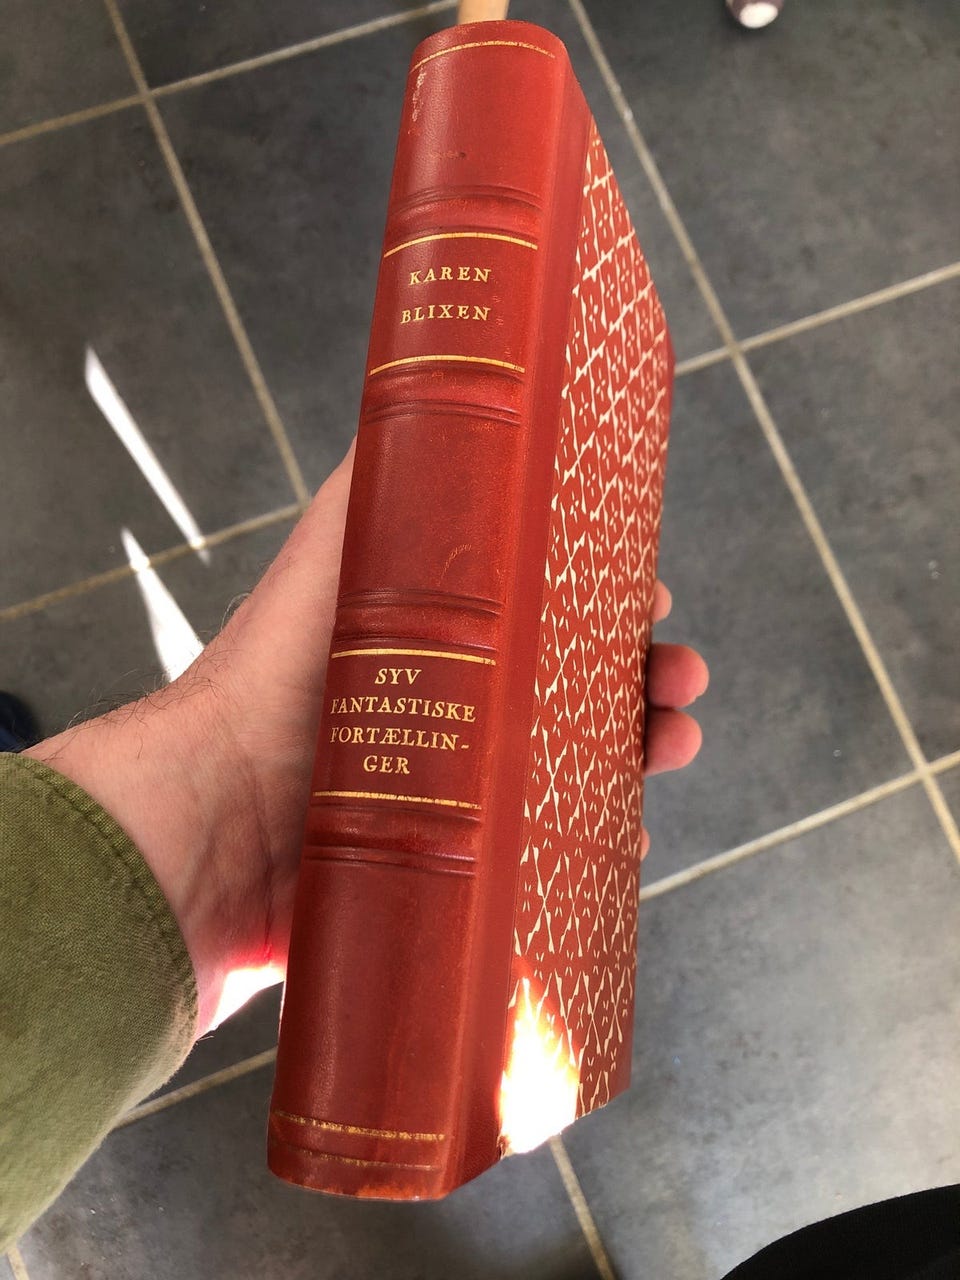 KAREN
BLIXEN
SYV
FANTASTISKE
FORTÆLLIN-
GER